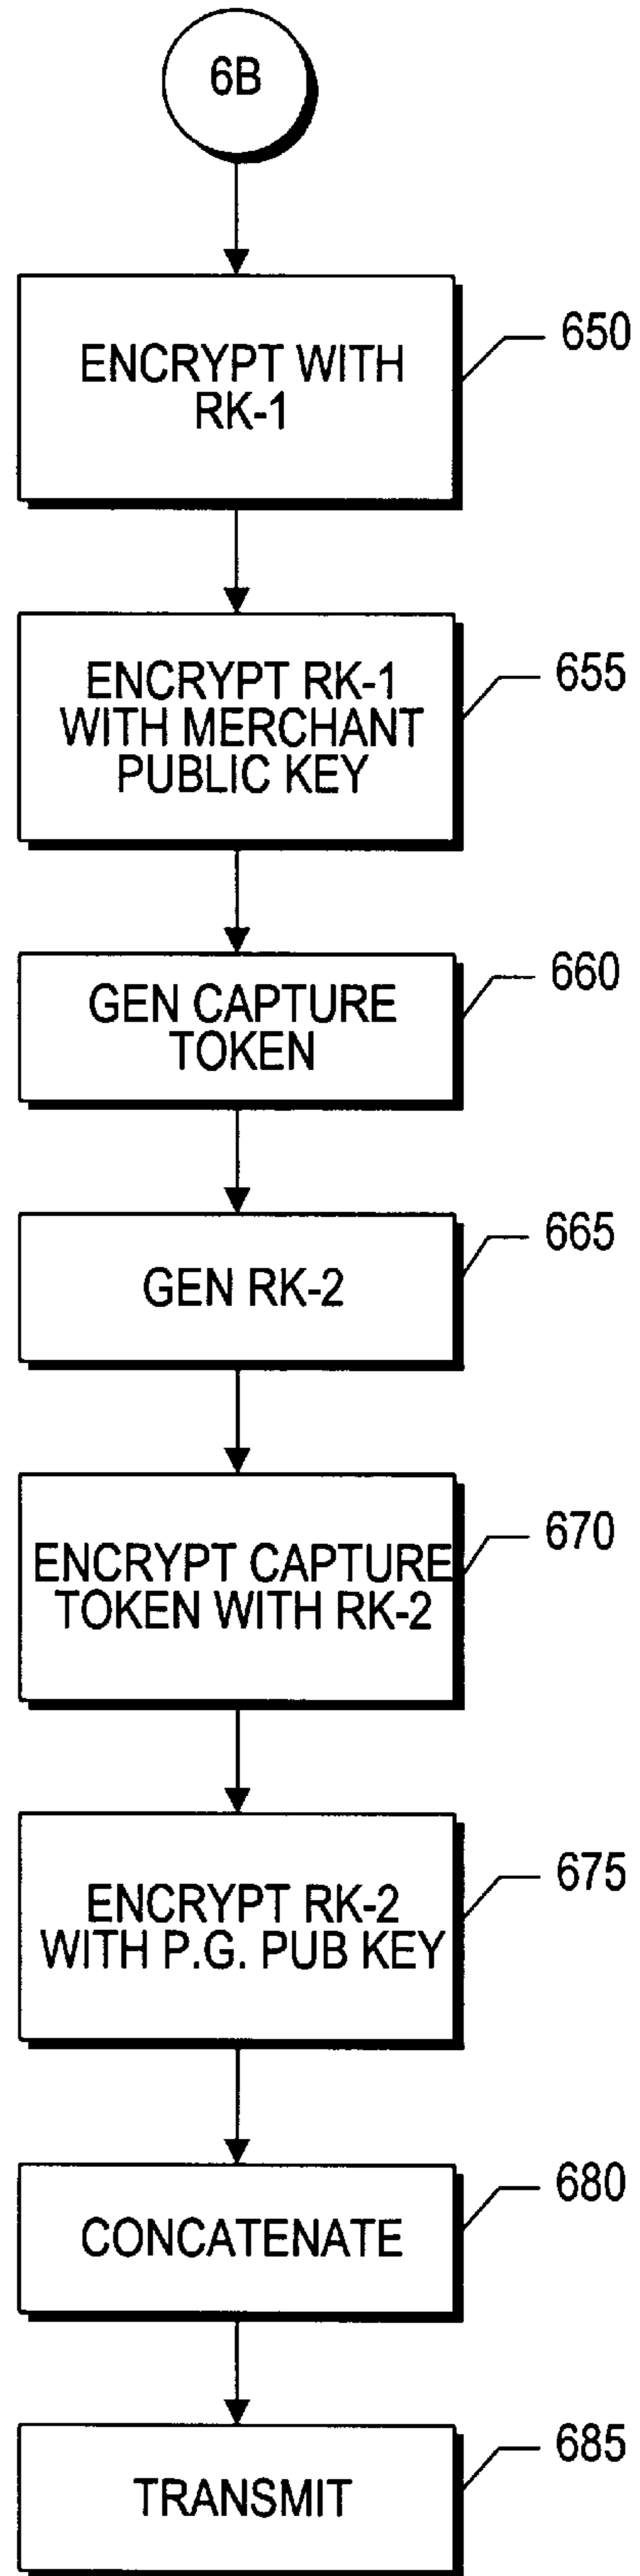 6B
ENCRYPT WITH
RK-1
650
ENCRYPT RK-1
WITH MERCHANT
PUBLIC KEY
655
GEN CAPTURE
TOKEN
660
GEN RK-2
665
ENCRYPT CAPTURE
TOKEN WITH RK-2
670
ENCRYPT RK-2
WITH P.G. PUB KEY
675
CONCATENATE
680
TRANSMIT
685